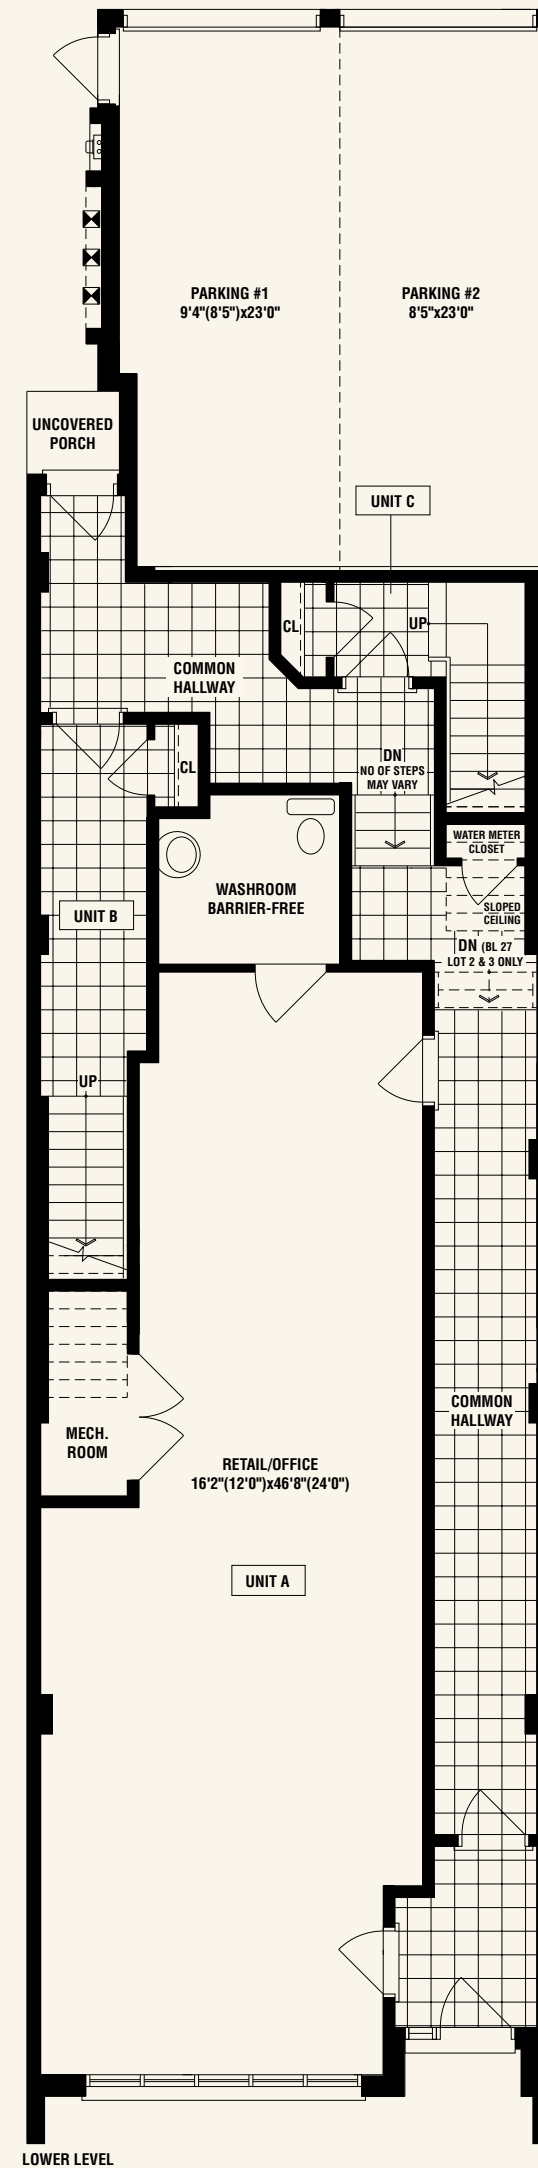 PARKING #1
9'4"(8'5")x23'0"
PARKING #2
8'5"x23'0"
UNCOVERED
PORCH
UNIT C
CL
UP
COMMON
HALLWAY
DN
NO OF STEPS
MAY VARY
CL
WATER METER
CLOSET
WASHROOM
BARRIER-FREE
SLOPED
CEILING
UNIT B
DN (BL 27
LOT 2 & 3 ONLY
UP
COMMON
HALLWAY
MECH.
ROOM
RETAIL/OFFICE
16'2"(12'0")x46'8"(24'0")
UNIT A
LOWER LEVEL